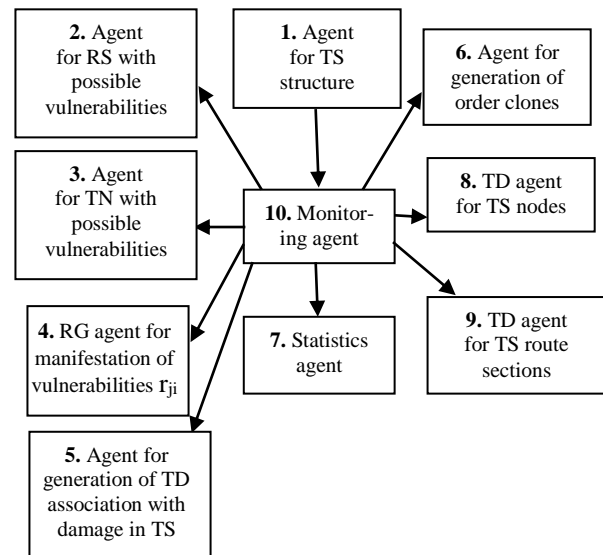 2. Agent
for RS with
possible
vulnerabilities
1. Agent
for TS
structure
6. Agent for
generation of
order clones
3. Agent
for TN with
possible
vulnerabilities
10. Monitor-
ing agent
8. TD agent
for TS nodes
4. RG agent for
manifestation of
vulnerabilities rji
7. Statistics
agent
9. TD agent
for TS route
sections
5. Agent for
generation of TD
association with
damage in TS